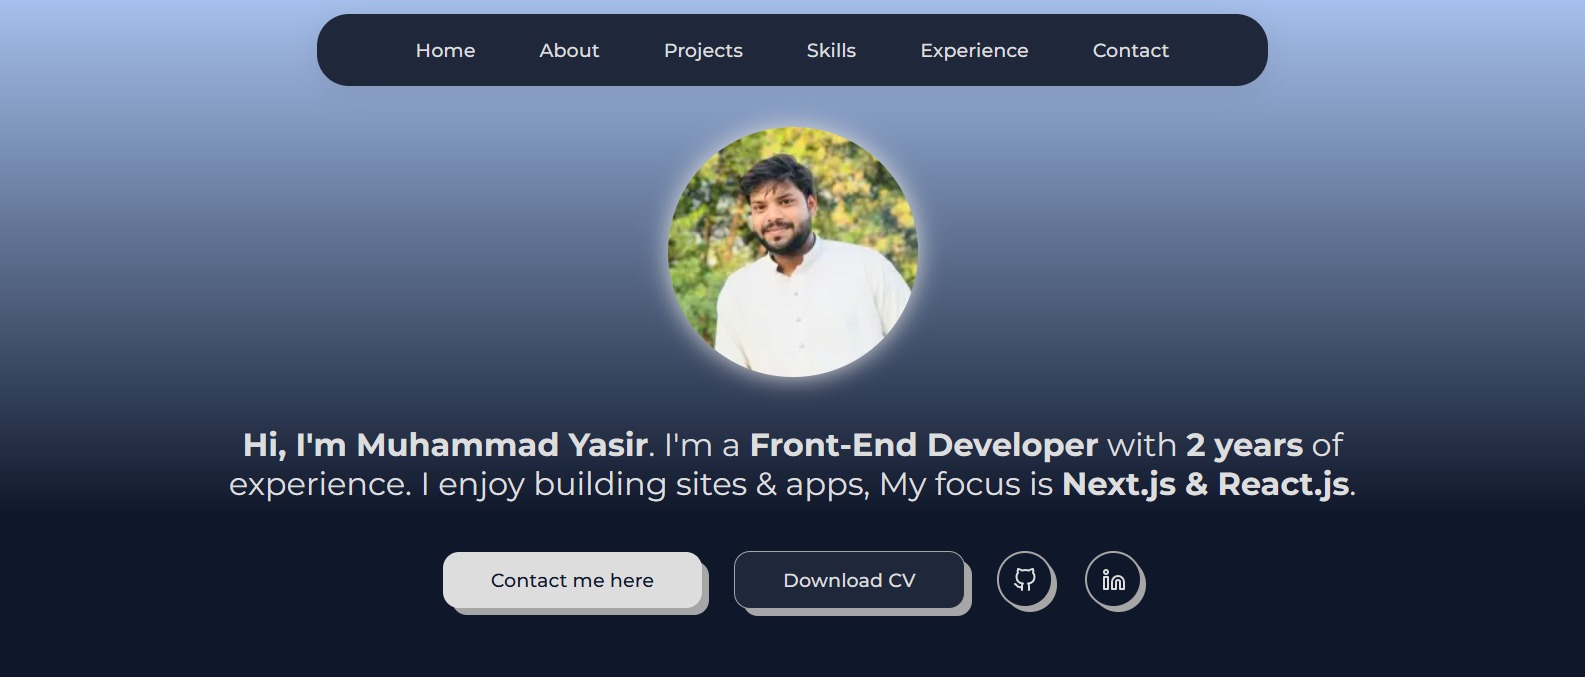 Home About Projects Skills Experience Contact
Hi, I'm Muhammad Yasir. I'm a Front-End Developer with 2 years of
experience. I enjoy building sites & apps, My focus is Next.js & React.js.
Contact me here Download CV in